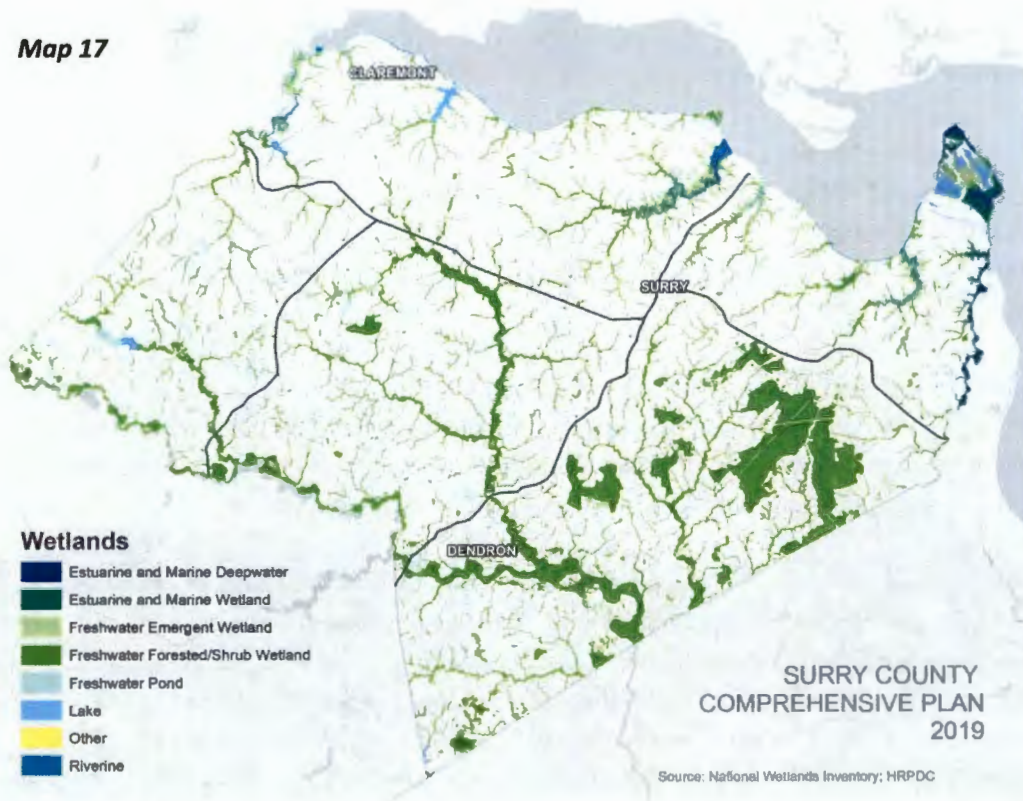 Map 17
CLAREMONT
SURRY
DENDRON
Wetlands
Estuarine and Marine Deepwater
Estuarine and Marine Wetland
Freshwater Emergent Wetland
Freshwater Forested/Shrub Wetland
Freshwater Pond
Lake
Other
Riverine
SURRY COUNTY
COMPREHENSIVE PLAN
2019
Source: National Wetlands Inventory; HRPDC